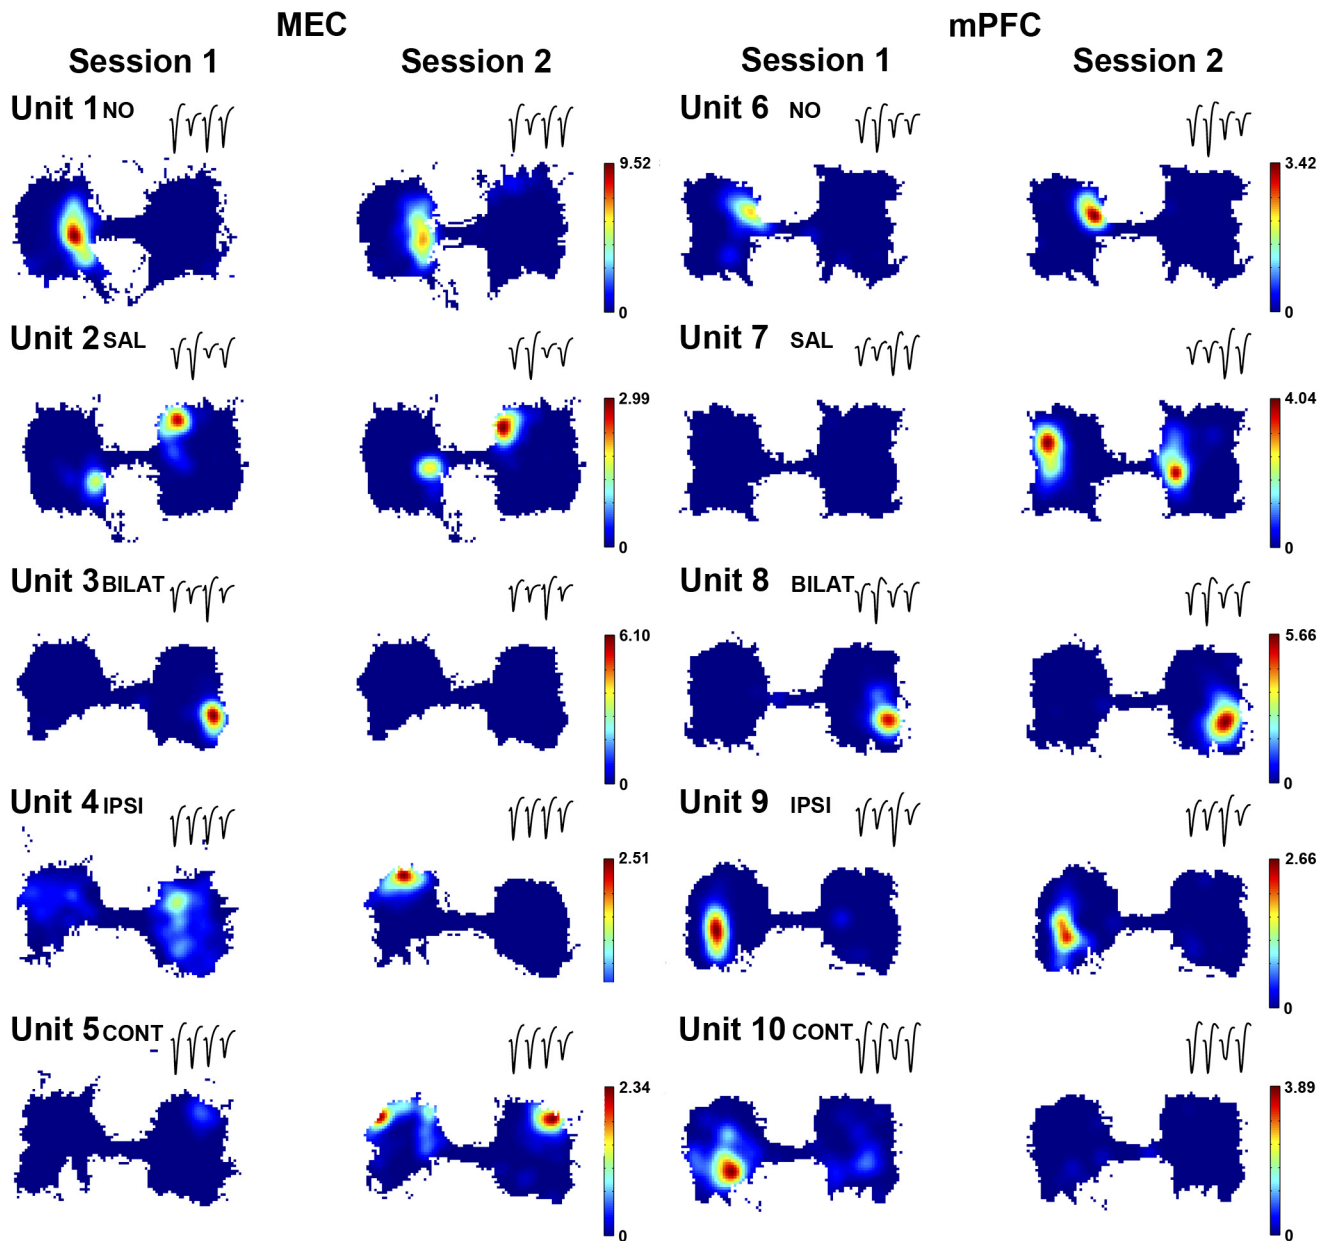 MEC mPFC
Session 1 Session 2 Session 1 Session 2
Unit 1 NO Unit 6 NO
9.52 3.42
0 0
Unit 2 SAL Unit 7 SAL
2.99 4.04
0 0
Unit 3 BILAT Unit 8 BILAT
6.10 5.66
0 0
Unit 4 IPSI Unit 9 IPSI
2.51 2.66
0
Unit 5 CONT Unit 10 CONT
2.34 3.89
0 0